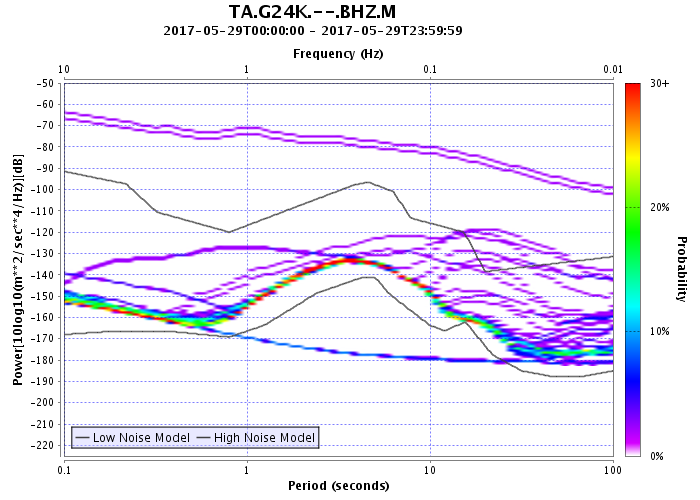 TA.G24K.--.BHZ.M
2017-05-29T00:00:00 - 2017-05-29T23:59:59
Frequency (Hz)
10 1 0.1 0.01
-50
-60
-70
-80
-90
-100
-110
-120
-130
-140
-150
-160
-170
-180
-190
-200
-210
-220
Power[10log10(m**2/sec**4/Hz)][dB]
Low Noise Model High Noise Model
0.1 1 10 100
Period (seconds)
30+
20%
10%
0%
Probability